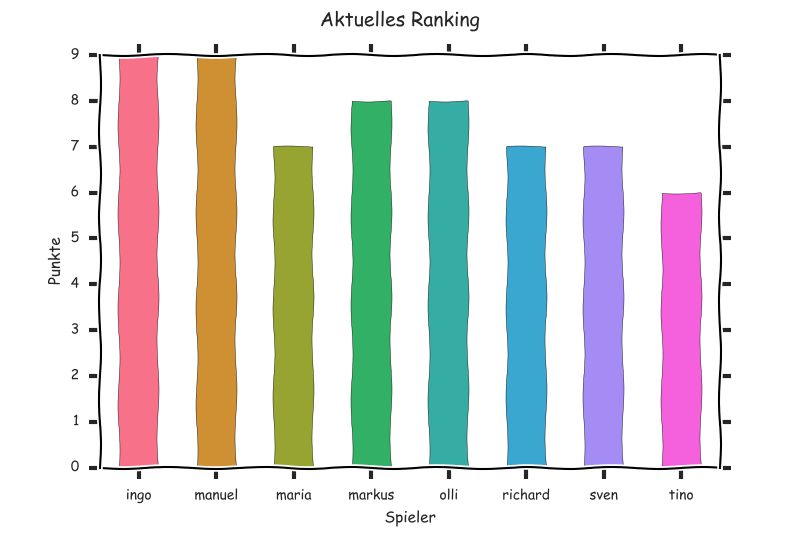 Aktuelles Ranking
9
8
7
6
5
4
3
2
1
0
Punkte
ingo manuel maria markus olli richard sven tino
Spieler